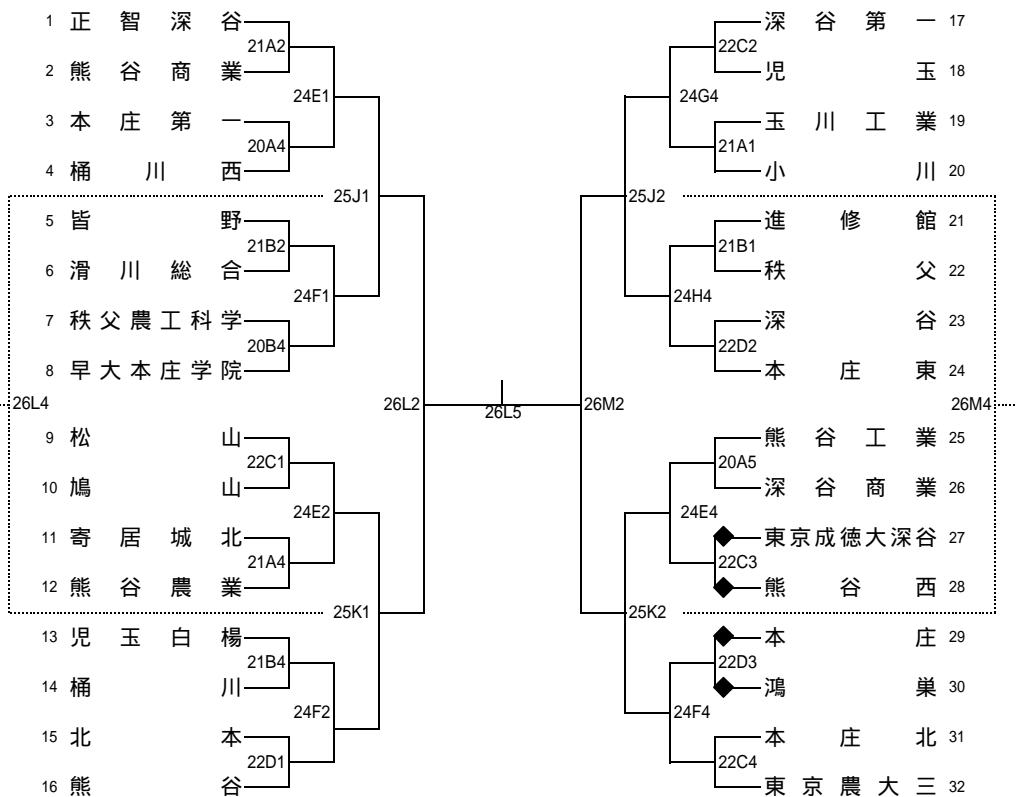 1 正智深谷
21A2
2 熊谷商業
24E1
3 本庄第一
20A4
4 桶川西
25J1
5 皆野
21B2
6 滑川総合
24F1
7 秩父農工科学
20B4
8 早大本庄学院
26L4
26L2
9 松山
22C1
10 鳩山
24E2
11 寄居城北
21A4
12 熊谷農業
25K1
13 児玉白楊
21B4
14 桶川
24F2
15 北本
22D1
16 熊谷
26L5
深谷第一 17
22C2
児玉 18
24G4
玉川工業 19
21A1
小川 20
25J2
進修館 21
21B1
秩父 22
24H4
深谷 23
22D2
本庄東 24
26M2
26M4
熊谷工業 25
20A5
深谷商業 26
24E4
東京成徳大深谷 27
22C3
熊谷西 28
25K2
本庄 29
22D3
鴻巣 30
24F4
本庄北 31
22C4
東京農大三 32